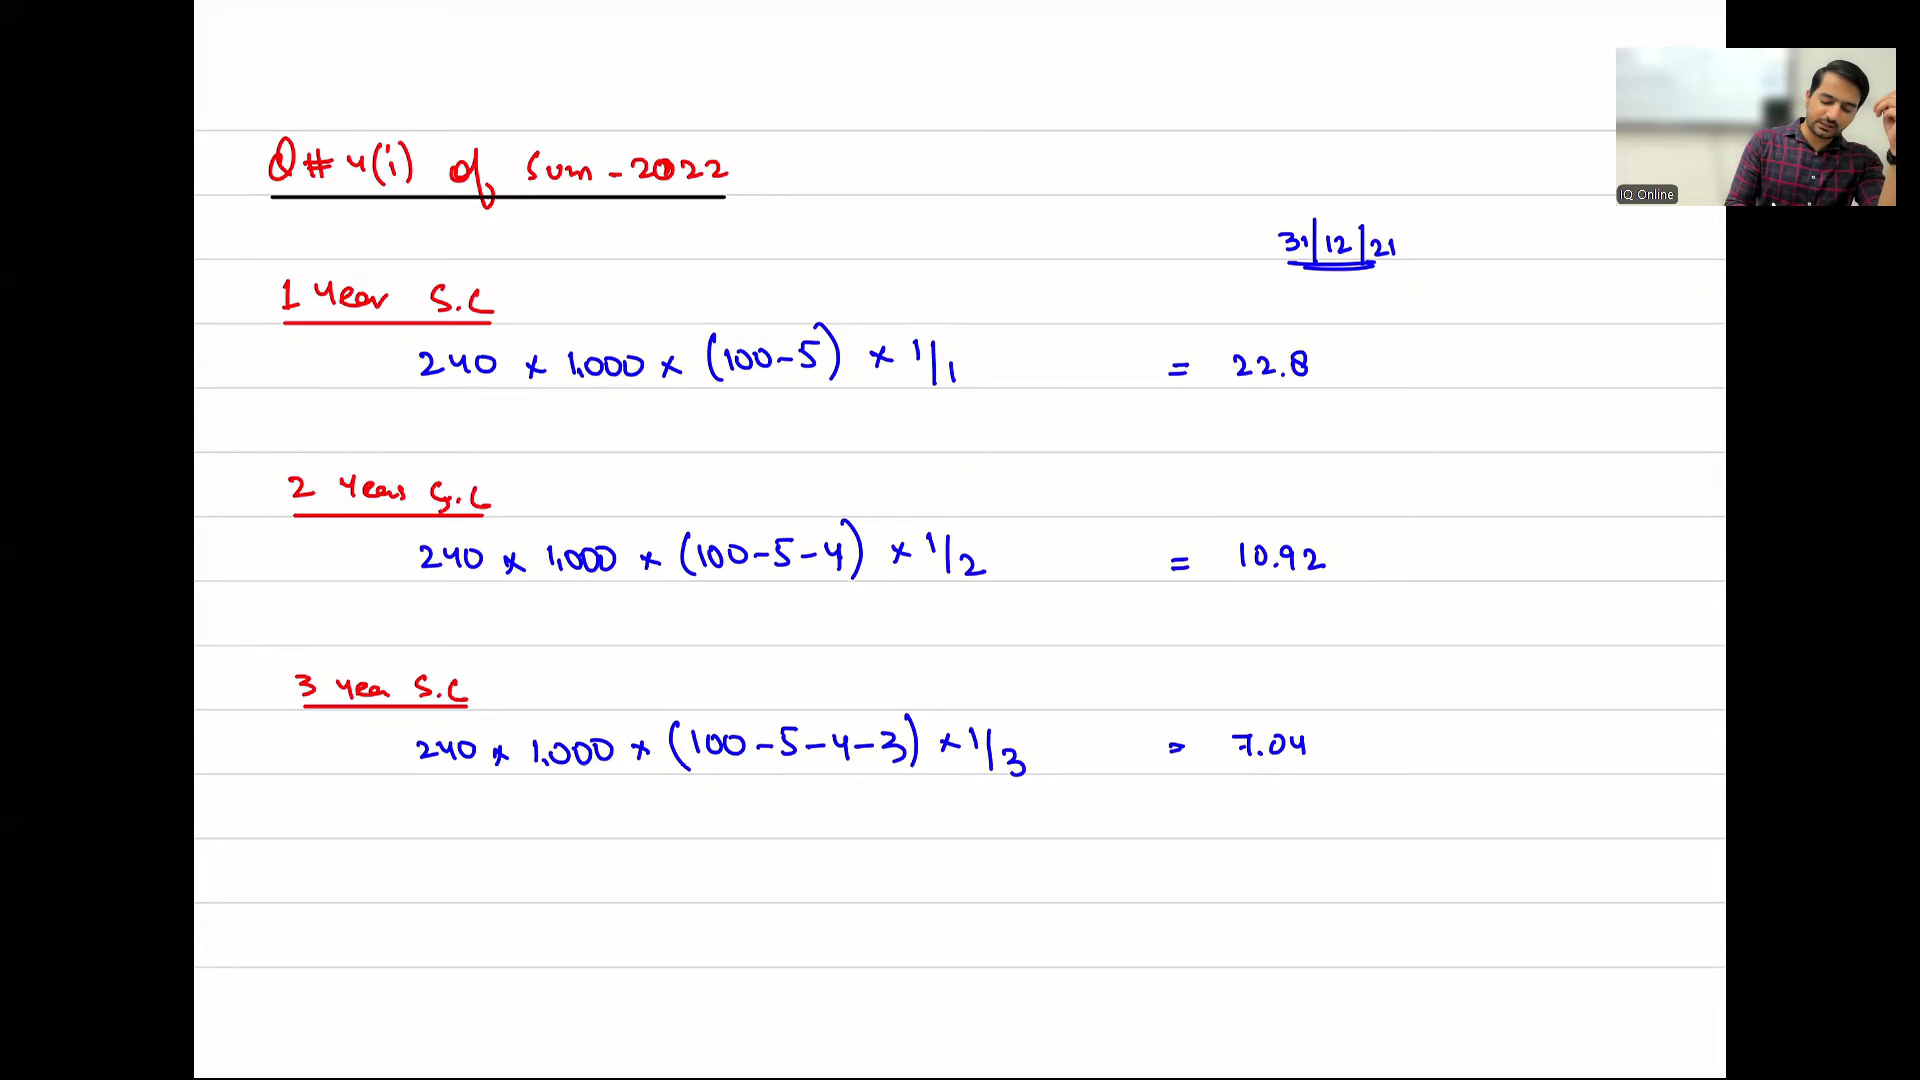 Q # 4(i) of Sum - 2022
IQ Online
31|12|21
1 Year S.C
240 × 1,000 × (100-5) × 1/1 = 22.8
2 Years S.C
240 × 1,000 × (100-5-4) × 1/2 = 10.92
3 Year S.C
240 × 1,000 × (100-5-4-3) × 1/3 = 7.04